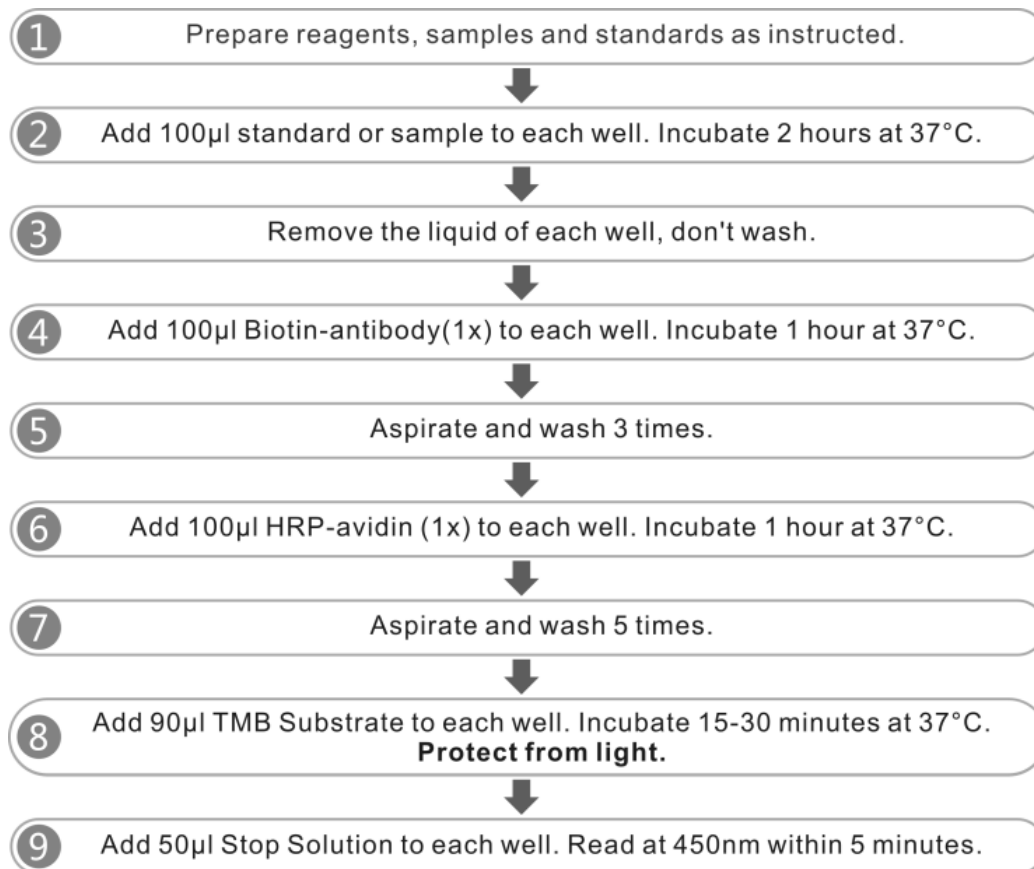 1 Prepare reagents, samples and standards as instructed.
2 Add 100µl standard or sample to each well. Incubate 2 hours at 37°C.
3 Remove the liquid of each well, don't wash.
4 Add 100µl Biotin-antibody(1x) to each well. Incubate 1 hour at 37°C.
5 Aspirate and wash 3 times.
6 Add 100µl HRP-avidin (1x) to each well. Incubate 1 hour at 37°C.
7 Aspirate and wash 5 times.
8 Add 90µl TMB Substrate to each well. Incubate 15-30 minutes at 37°C.
Protect from light.
9 Add 50µl Stop Solution to each well. Read at 450nm within 5 minutes.